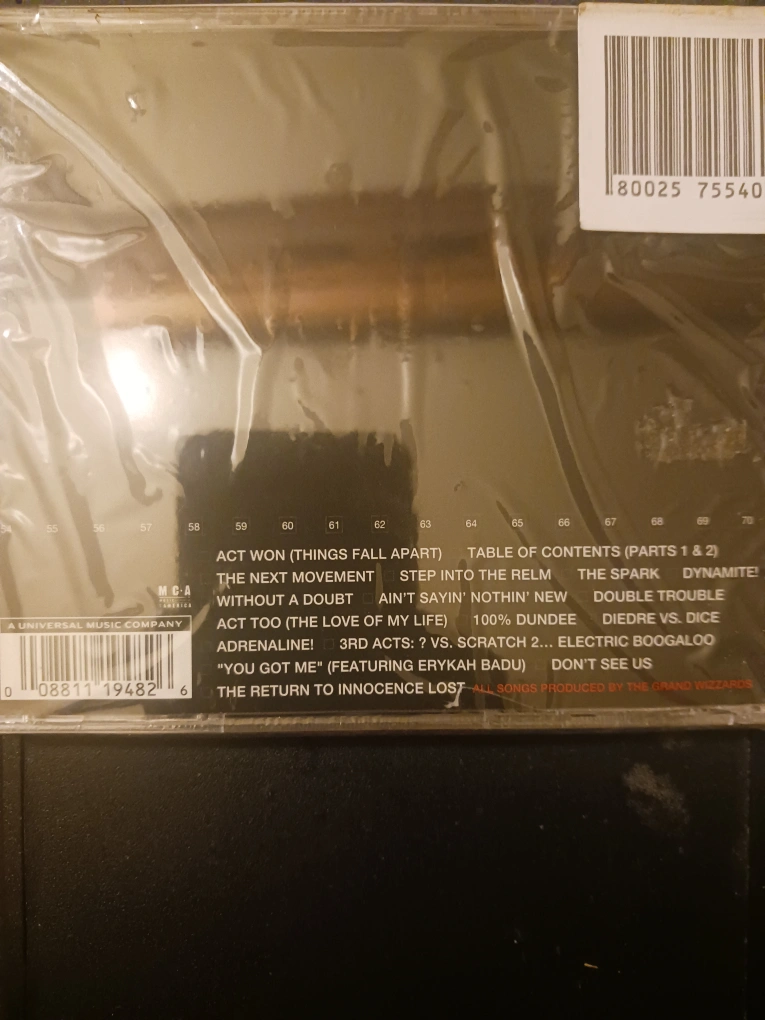 80025 75540
54 55 56 57 58 59 60 61 62 63 64 65 66 67 68 69 70
ACT WON (THINGS FALL APART) TABLE OF CONTENTS (PARTS 1 & 2)
THE NEXT MOVEMENT STEP INTO THE RELM THE SPARK DYNAMITE!
WITHOUT A DOUBT AIN'T SAYIN' NOTHIN' NEW DOUBLE TROUBLE
ACT TOO (THE LOVE OF MY LIFE) 100% DUNDEE DIEDRE VS. DICE
ADRENALINE! 3RD ACTS: ? VS. SCRATCH 2... ELECTRIC BOOGALOO
"YOU GOT ME" (FEATURING ERYKAH BADU) DON'T SEE US
THE RETURN TO INNOCENCE LOST ALL SONGS PRODUCED BY THE GRAND WIZZARDS
MCA
AMERICA
A UNIVERSAL MUSIC COMPANY
0 08811 19482 6